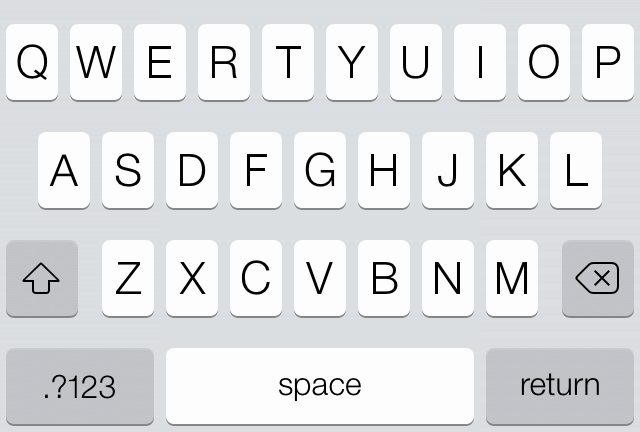 Q W E R T Y U I O P
A S D F G H J K L
Z X C V B N M
.?123 space return